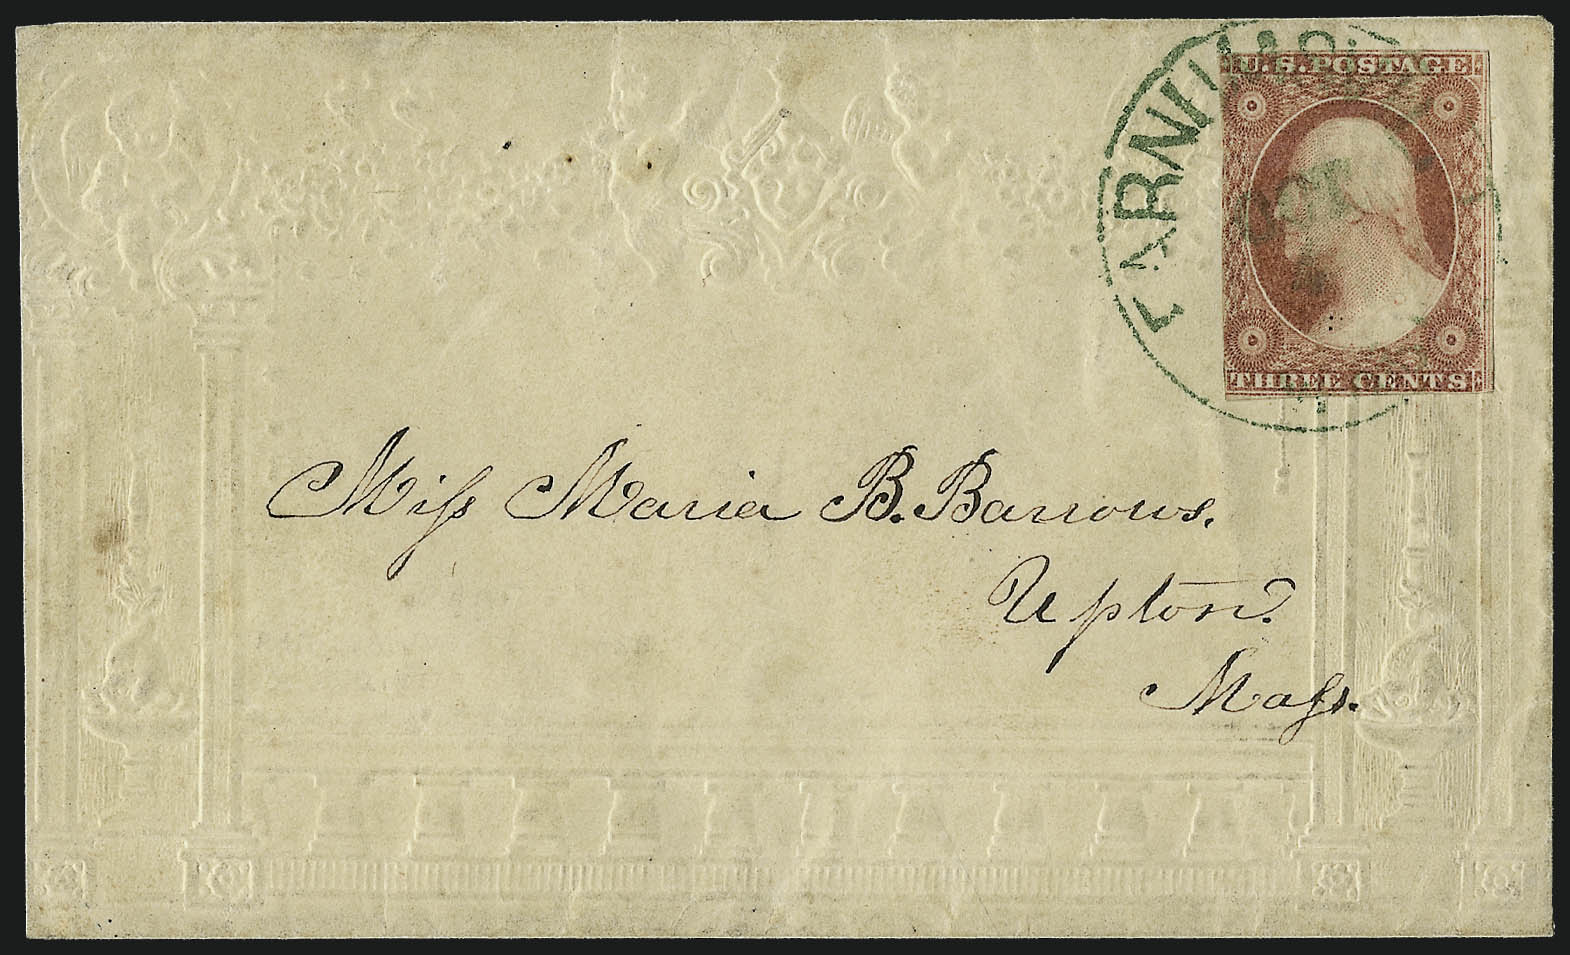 U.S. POSTAGE
THREE CENTS
Miſs Maria B. Barrows.
Upton.
Maſs.